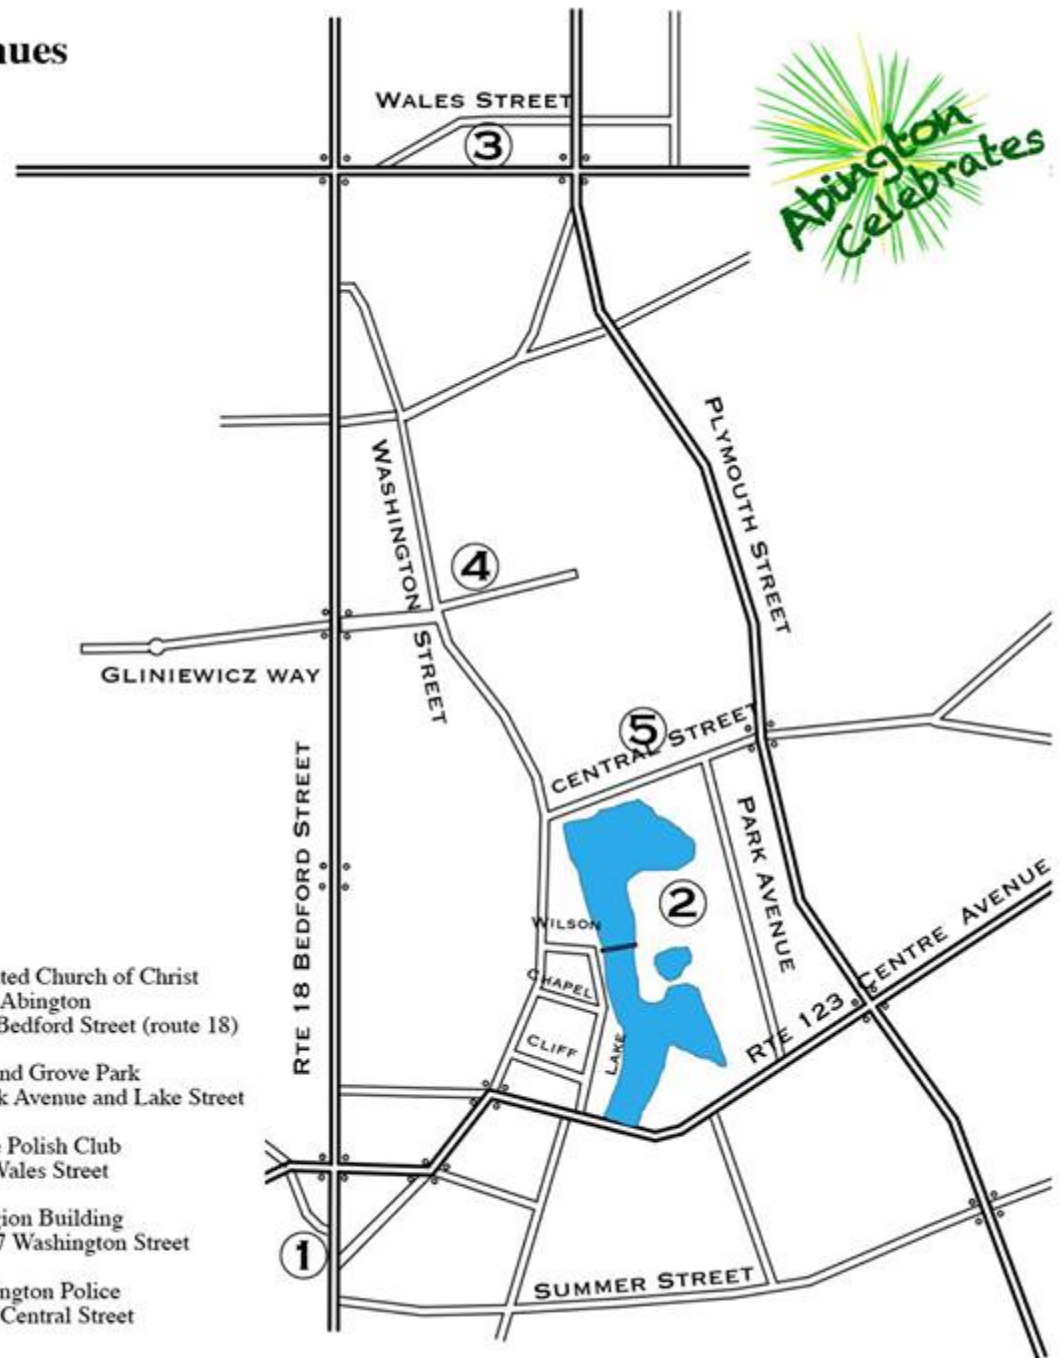 nues
WALES STREET
3
Abington
Celebrates
PLYMOUTH STREET
WASHINGTON STREET
4
GLINIEWICZ WAY
5
CENTRAL STREET
RTE 18 BEDFORD STREET
PARK AVENUE
2
WILSON
CHAPEL
CLIFF
LAKE
RTE 123 CENTRE AVENUE
ted Church of Christ
Abington
Bedford Street (route 18)
nd Grove Park
k Avenue and Lake Street
e Polish Club
Wales Street
gion Building
7 Washington Street
ngton Police
Central Street
1
SUMMER STREET